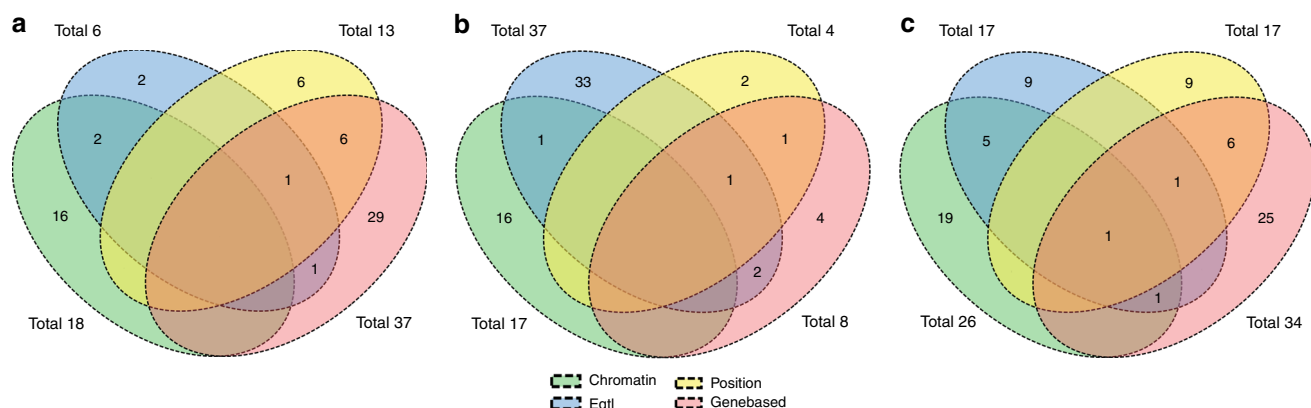 a
Total 6
Total 13
2
6
2
6
1
16
29
1
Total 18
Total 37
b
Total 37
Total 4
33
2
1
1
1
16
4
2
Total 17
Total 8
c
Total 17
Total 17
9
9
5
6
1
19
25
1
1
Total 26
Total 34
Chromatin
Position
Eqtl
Genebased